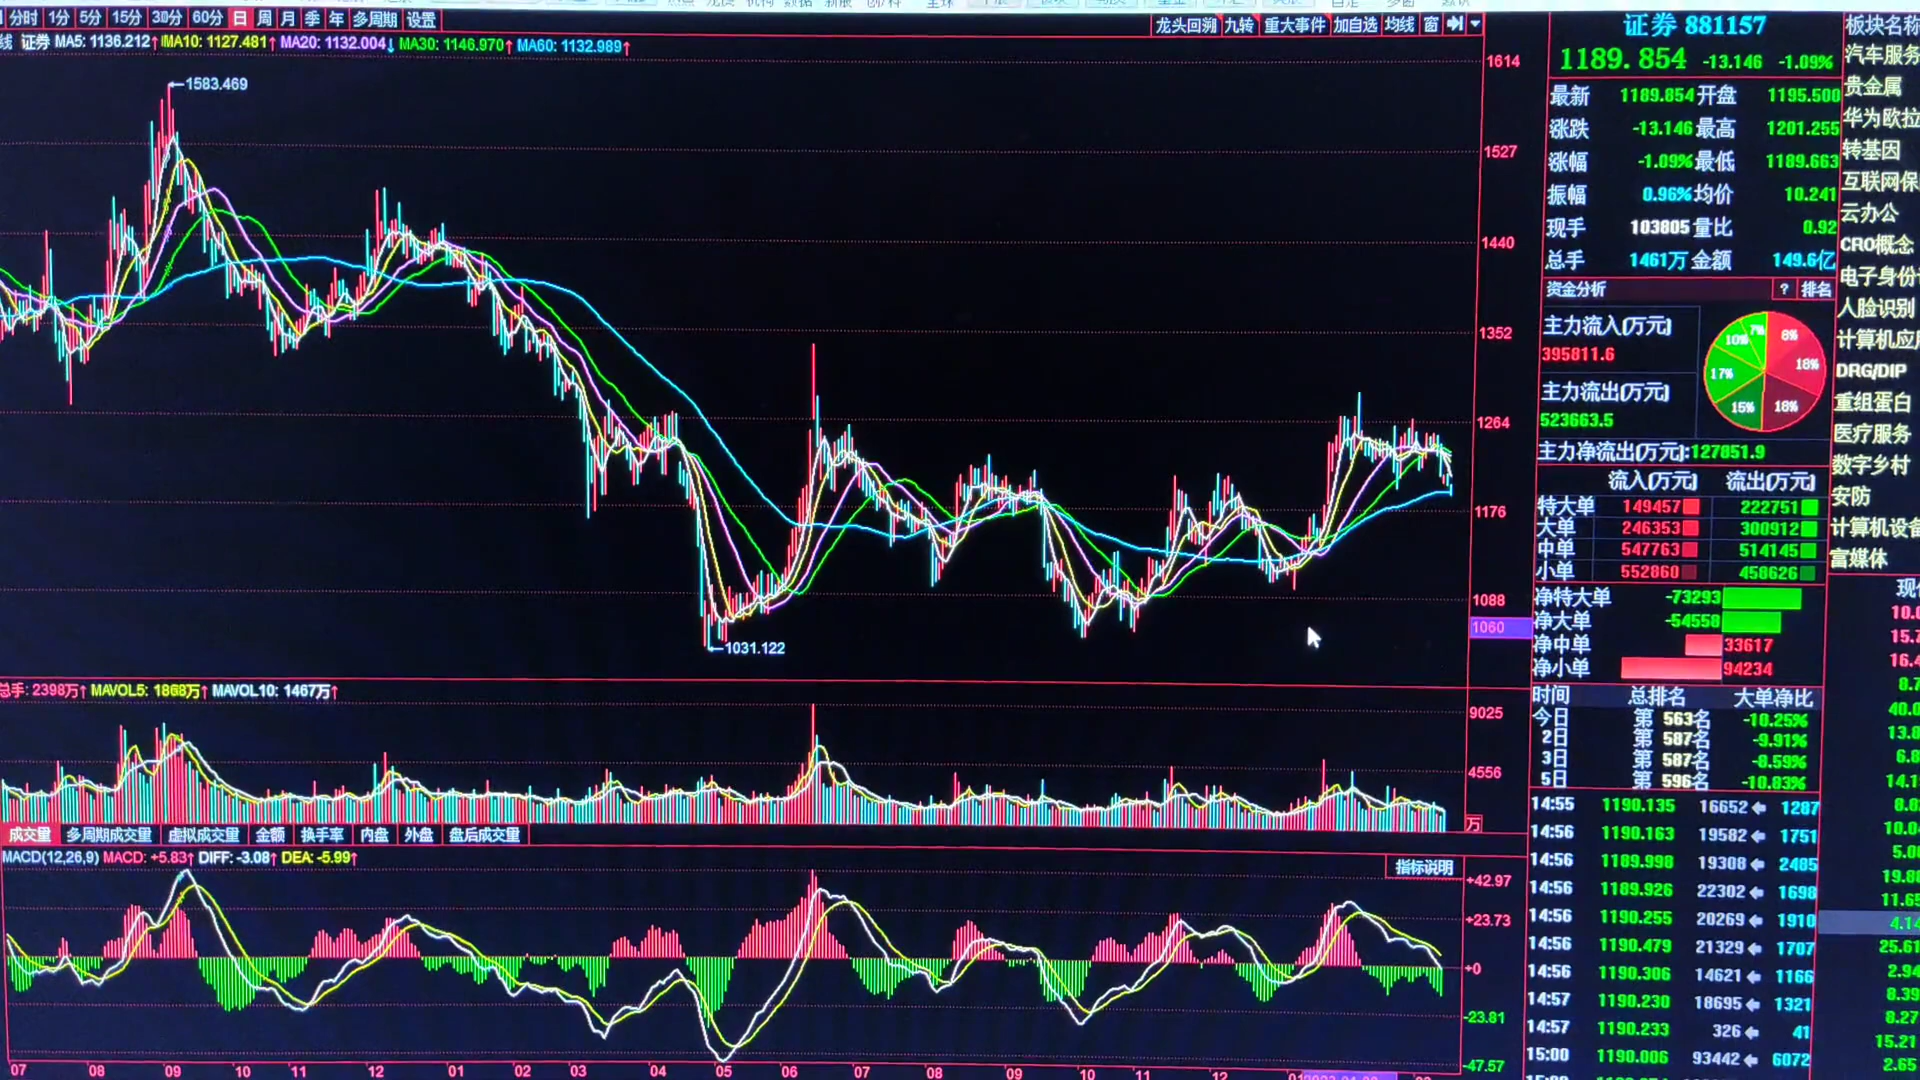 分时 1分 5分 15分 30分 60分 日 周 月 季 年 多周期 设置
龙头回溯 九转 重大事件 加自选 均线 窗
线 证券 MA5: 1136.212↑ MA10: 1127.481↑ MA20: 1132.004↓ MA30: 1146.970↑ MA60: 1132.989↑
←1583.469
←1031.122
1614
1527
1440
1352
1264
1176
1088
1060
总手: 2398万↑ MAVOL5: 1868万↑ MAVOL10: 1467万↑
9025
4556
万
成交量 多周期成交量 虚拟成交量 金额 换手率 内盘 外盘 盘后成交量
MACD(12,26,9) MACD: +5.83↑ DIFF: -3.08↑ DEA: -5.99↑
指标说明
+42.97
+23.73
+0
-23.81
-47.57
07 08 09 10 11 12 01 02 03 04 05 06 07 08 09 10 11 12
证券 881157
1189.854 -13.146 -1.09%
最新 1189.854 开盘 1195.500
涨跌 -13.146 最高 1201.255
涨幅 -1.09% 最低 1189.663
振幅 0.96% 均价 10.241
现手 103805 量比 0.92
总手 1461万 金额 149.6亿
资金分析 ? 排名
主力流入(万元)
395811.6
主力流出(万元)
523663.5
7% 8%
10% 18%
17%
15% 18%
主力净流出(万元):127851.9
流入(万元) 流出(万元)
特大单 149457 222751
大单 246353 300912
中单 547763 514145
小单 552860 458626
净特大单 -73293
净大单 -54558
净中单 33617
净小单 94234
时间 总排名 大单净比
今日 第 563名 -10.25%
2日 第 587名 -9.91%
3日 第 587名 -8.59%
5日 第 596名 -10.83%
14:55 1190.135 16652 ← 1287
14:56 1190.163 19582 ← 1751
14:56 1189.998 19308 ← 2485
14:56 1189.926 22302 ← 1698
14:56 1190.255 20269 ← 1910
14:56 1190.479 21329 ← 1707
14:56 1190.306 14621 ← 1166
14:57 1190.230 18695 ← 1321
14:57 1190.233 326 ← 41
15:00 1190.006 93442 ← 6072
板块名称
汽车服务
贵金属
华为欧拉
转基因
互联网保
云办公
CRO概念
电子身份
人脸识别
计算机应
DRG/DIP
重组蛋白
医疗服务
数字乡村
安防
计算机设备
富媒体